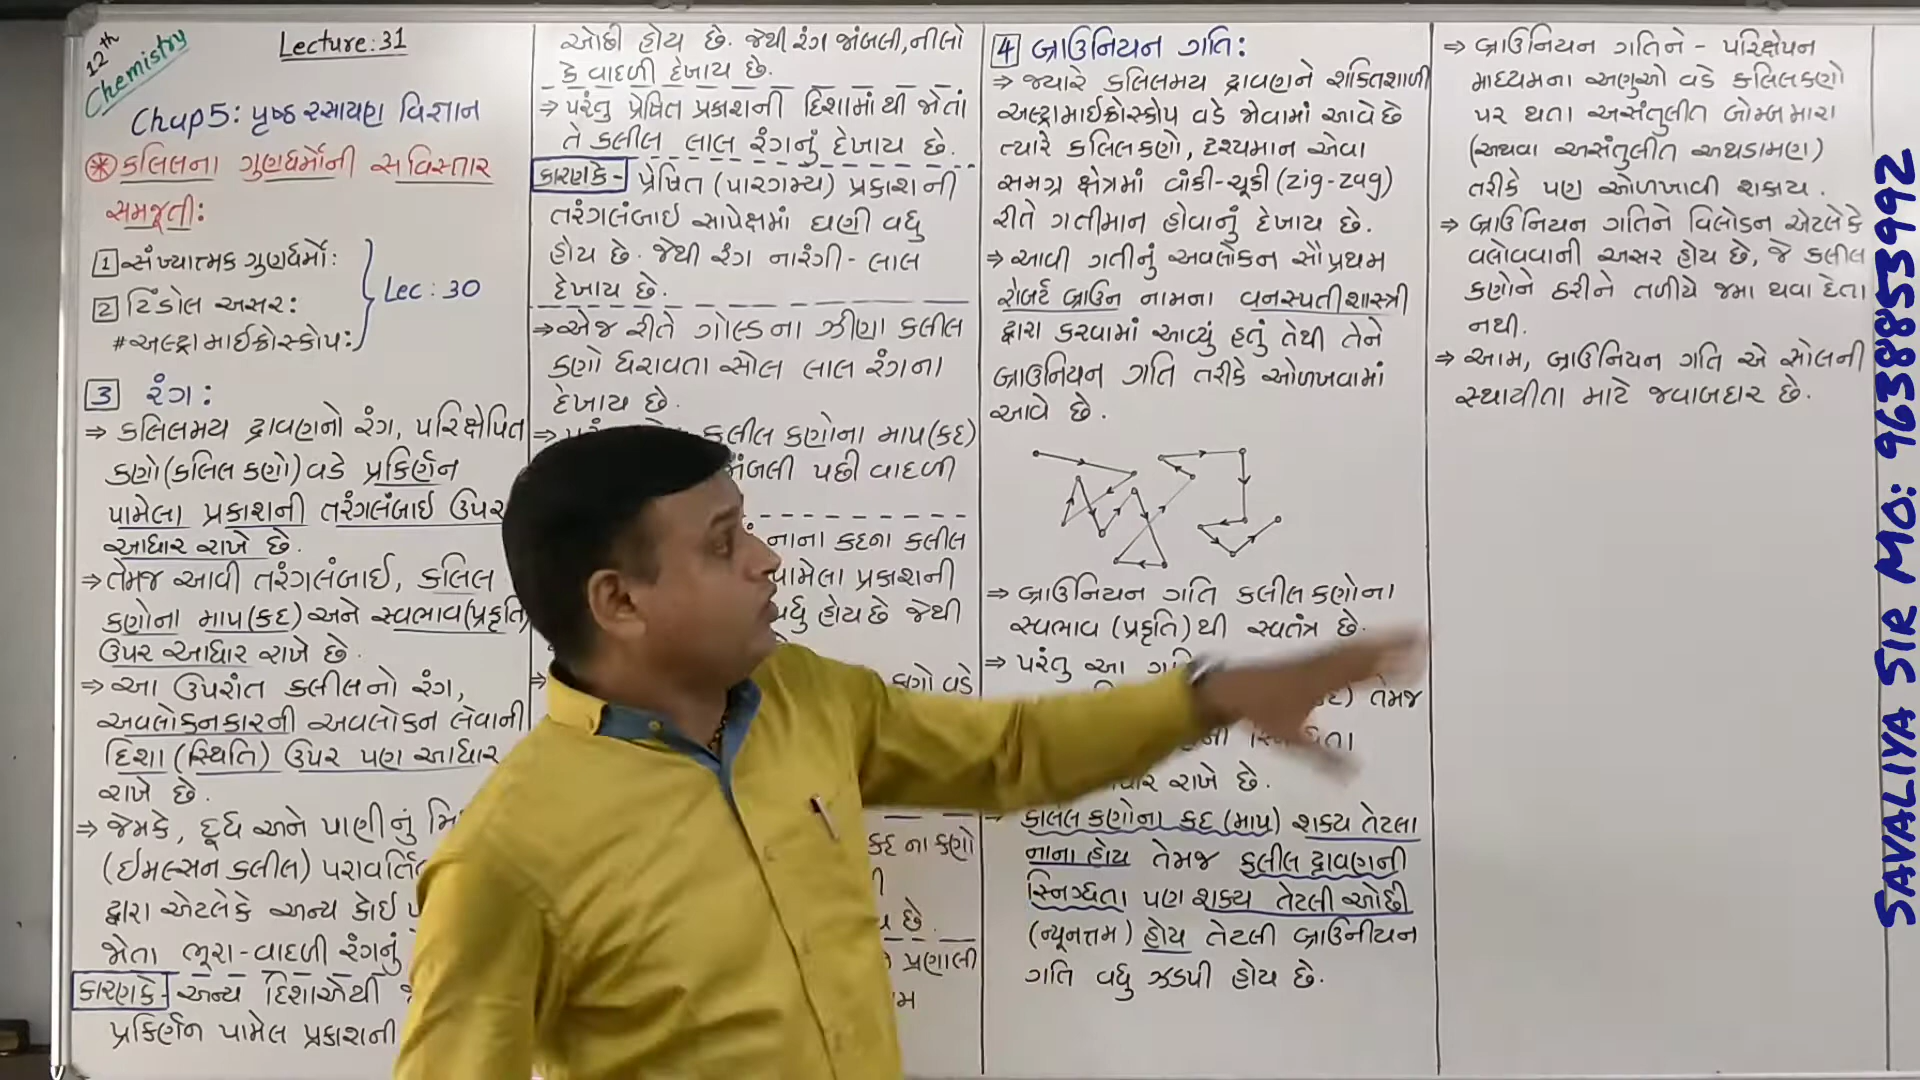 12th
Chemistry
Lecture:31
Chap 5: પૃષ્ઠ રસાયણ વિજ્ઞાન
* કલિલના ગુણધર્મોની સવિસ્તાર
સમજૂતી:
1 સંખ્યાત્મક ગુણધર્મો:
2 ટિંડોલ અસર:
# અલ્ટ્રામાઈક્રોસ્કોપ:
Lec: 30
3 રંગ:
⇒ કલિલમય દ્રાવણનો રંગ, પરિક્ષેપિત
કણો(કલિલ કણો) વડે પ્રકિર્ણન
પામેલા પ્રકાશની તરંગલંબાઇ ઉપર
આધાર રાખે છે.
⇒ તેમજ આવી તરંગલંબાઈ, કલિલ
કણોના માપ(કદ) અને સ્વભાવ(પ્રકૃતિ)
ઉપર આધાર રાખે છે.
⇒ આ ઉપરાંત કલીલનો રંગ,
અવલોકનકારની અવલોકન લેવાની
દિશા (સ્થિતિ) ઉપર પણ આધાર
રાખે છે.
⇒ જેમકે, દૂધ અને પાણીનું
(ઈમલ્સન કલીલ)
દ્વારા એટલેકે અન્ય કોઈ
જોતા ભૂરા-વાદળી રંગનું
કારણકે- અન્ય દિશાએથી
પ્રકિર્ણન પામેલ પ્રકાશની
ઓછી હોય છે. જેથી રંગ જાંબલી, નીલો
કે વાદળી દેખાય છે.
⇒ પરંતુ પ્રેષિત પ્રકાશની દિશામાંથી જોતાં
તે કલીલ લાલ રંગનું દેખાય છે.
કારણકે- પ્રેષિત (પારગમ્ય) પ્રકાશની
તરંગલંબાઇ સાપેક્ષમાં ઘણી વધુ
હોય છે. જેથી રંગ નારંગી- લાલ
દેખાય છે.
⇒ એજ રીતે ગોલ્ડના ઝીણા કલીલ
કણો ધરાવતા સોલ લાલ રંગના
દેખાય છે.
⇒ કલીલ કણોના માપ(કદ)
પછી વાદળી
નાના કદના કલીલ
પામેલા પ્રકાશની
હોય છે જેથી
કણો વડે
કદ ના કણો
છે.
પ્રણાલી
4 બ્રાઉનિયન ગતિ:
⇒ જ્યારે કલિલમય દ્રાવણને શક્તિશાળી
અલ્ટ્રામાઈક્રોસ્કોપ વડે જોવામાં આવે છે
ત્યારે કલિલકણો, દૃશ્યમાન એવા
સમગ્ર ક્ષેત્રમાં વાંકી-ચૂકી (zig-zag)
રીતે ગતીમાન હોવાનું દેખાય છે.
⇒ આવી ગતીનું અવલોકન સૌપ્રથમ
રોબર્ટ બ્રાઉન નામના વનસ્પતીશાસ્ત્રી
દ્વારા કરવામાં આવ્યું હતું તેથી તેને
બ્રાઉનિયન ગતિ તરીકે ઓળખવામાં
આવે છે.
⇒ બ્રાઉનિયન ગતિ કલીલકણોના
સ્વભાવ (પ્રકૃતિ)થી સ્વતંત્ર છે.
⇒ પરંતુ આ
તેમજ
રાખે છે.
કલિલ કણોના કદ (માપ) શક્ય તેટલા
નાના હોય તેમજ કલીલ દ્રાવણની
સ્નિગ્ધતા પણ શક્ય તેટલી ઓછી
(ન્યૂનત્તમ) હોય તેટલી બ્રાઉનીયન
ગતિ વધુ ઝડપી હોય છે.
⇒ બ્રાઉનિયન ગતિને - પરિક્ષેપન
માધ્યમના અણુઓ વડે કલિલકણો
પર થતા અસંતુલીત બોમ્બમારા
(અથવા અસંતુલીત અથડામણ)
તરીકે પણ ઓળખાવી શકાય.
⇒ બ્રાઉનિયન ગતિને વિલોડન એટલેકે
વલોવવાની અસર હોય છે, જે કલીલ
કણોને ઠરીને તળીયે જમા થવા દેતા
નથી.
⇒ આમ, બ્રાઉનિયન ગતિ એ સોલની
સ્થાયીતા માટે જવાબદાર છે.
SAVALIYA SIR MO: 9638853992